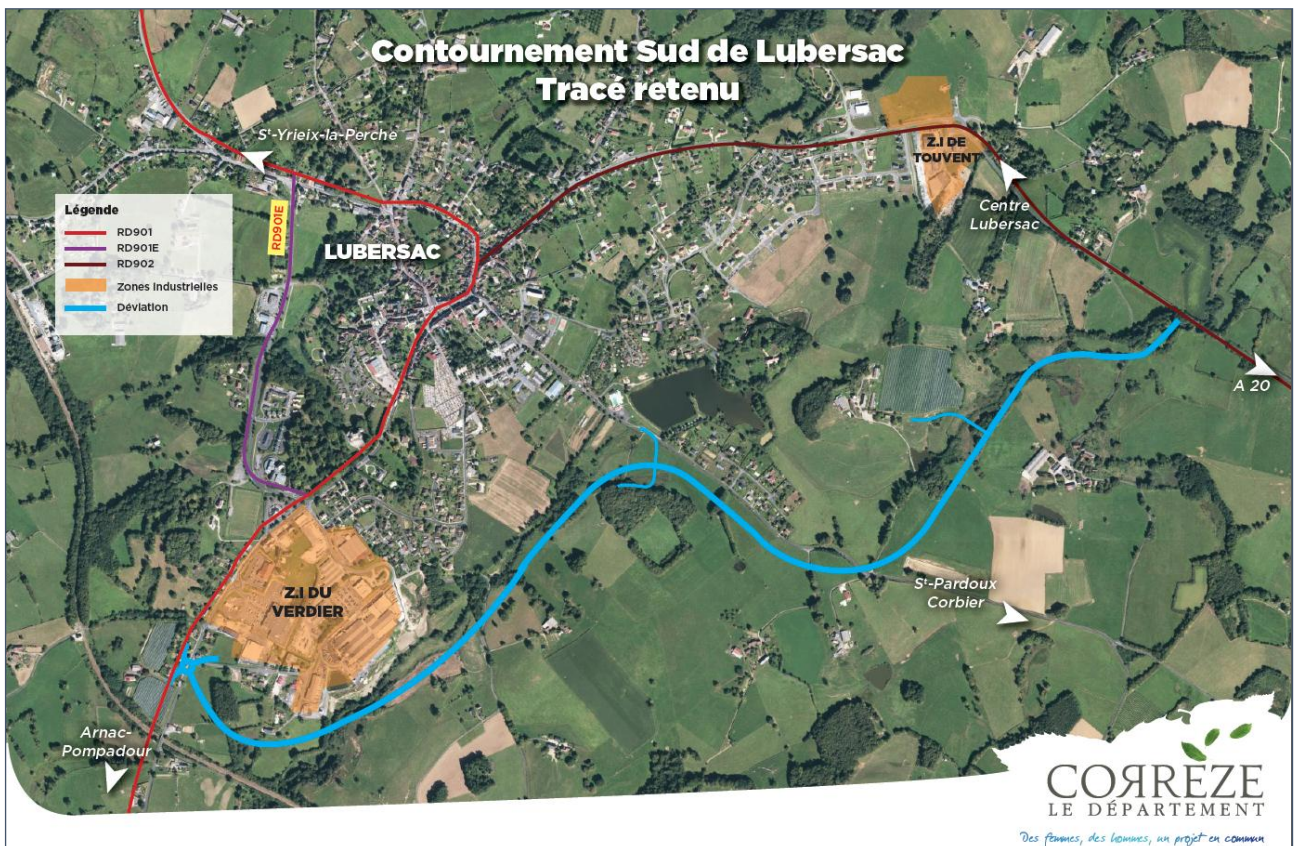 Contournement Sud de Lubersac
Tracé retenu
Sᵗ-Yrieix-la-Perche
Z.I DE
TOUVENT
Centre
Lubersac
Légende
RD901
RD901E
RD902
Zones Industrielles
Déviation
RD901E
LUBERSAC
A 20
Z.I DU
VERDIER
Sᵗ-Pardoux
Corbier
Arnac-
Pompadour
CORRÈZE
LE DÉPARTEMENT
Des femmes, des hommes, un projet en commun